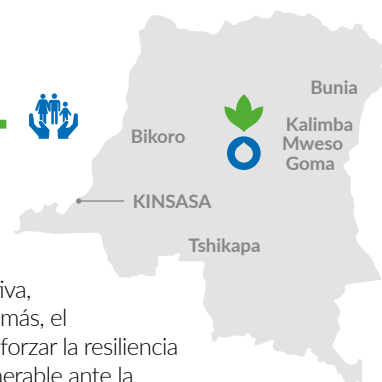 Bunia
Kalimba
Bikoro
Mweso
Goma
KINSASA
Tshikapa
iva,
más, el
forzar la resiliencia
nerable ante la